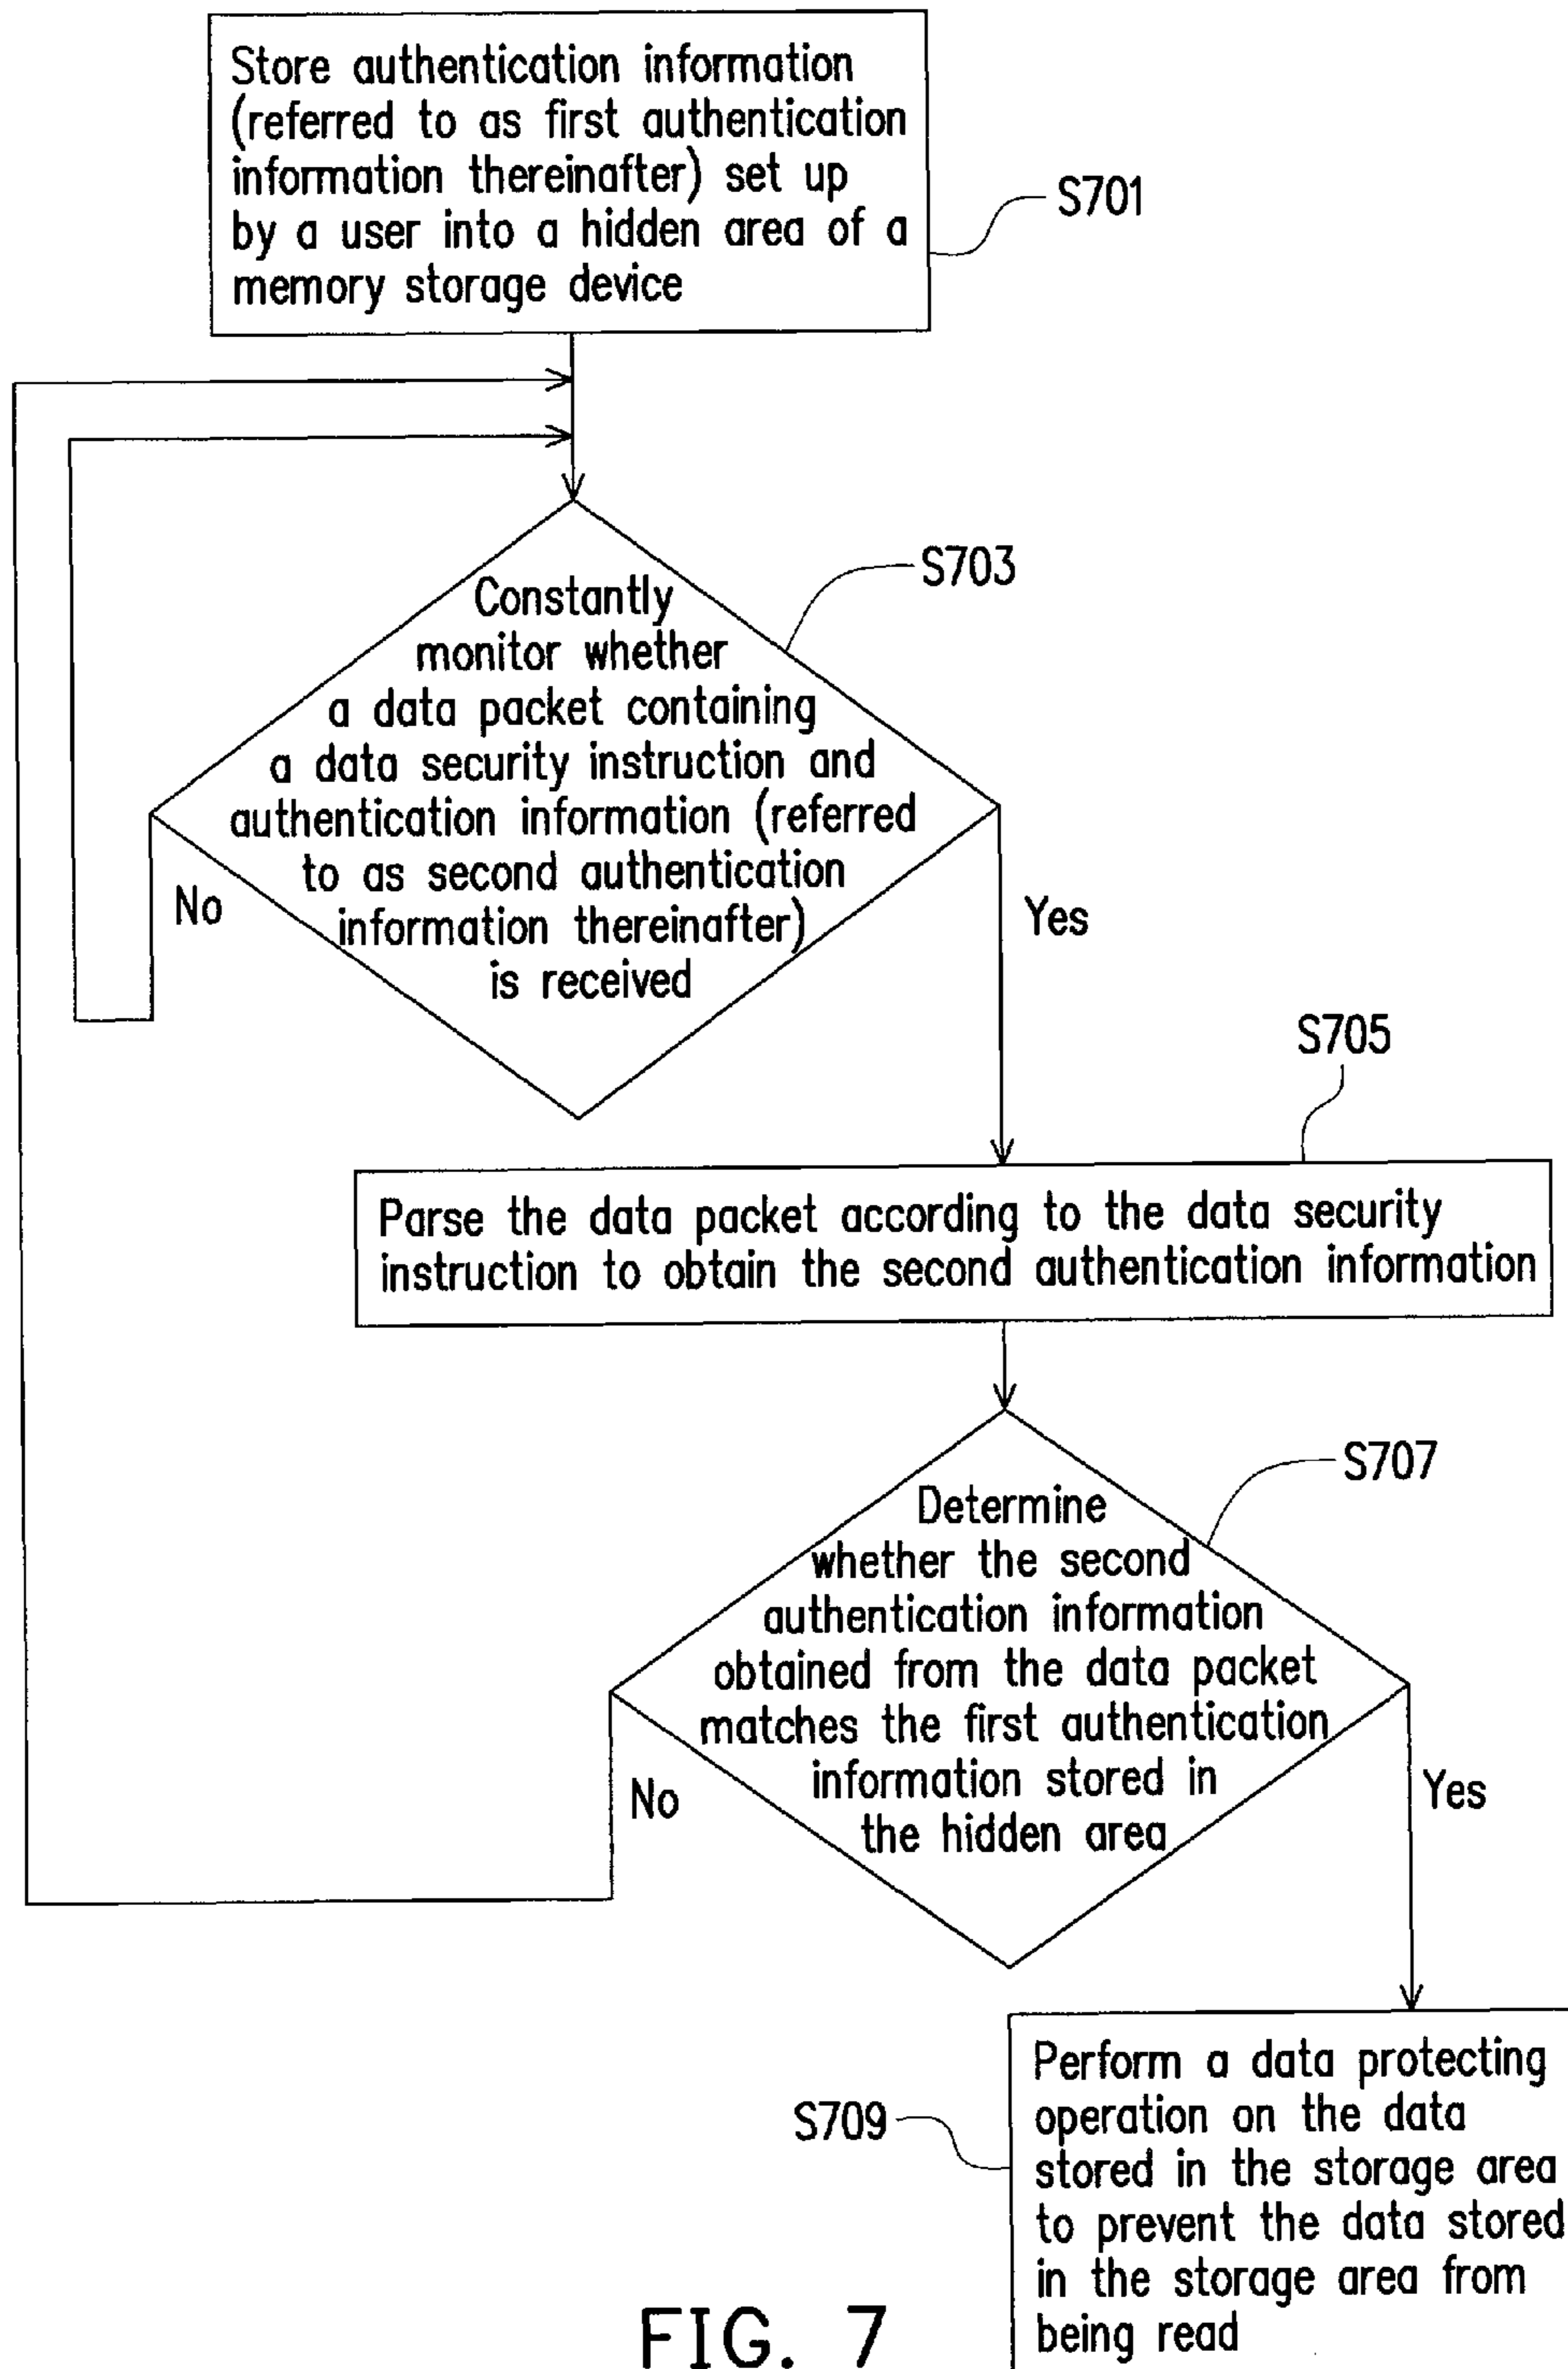 Store authentication information
(referred to as first authentication
information thereinafter) set up
by a user into a hidden area of a
memory storage device
S701
S703
Constantly
monitor whether
a data packet containing
a data security instruction and
authentication information (referred
to as second authentication
information thereinafter)
is received
No
Yes
S705
Parse the data packet according to the data security
instruction to obtain the second authentication information
S707
Determine
whether the second
authentication information
obtained from the data packet
matches the first authentication
information stored in
the hidden area
No
Yes
S709
Perform a data protecting
operation on the data
stored in the storage area
to prevent the data stored
in the storage area from
being read
FIG. 7